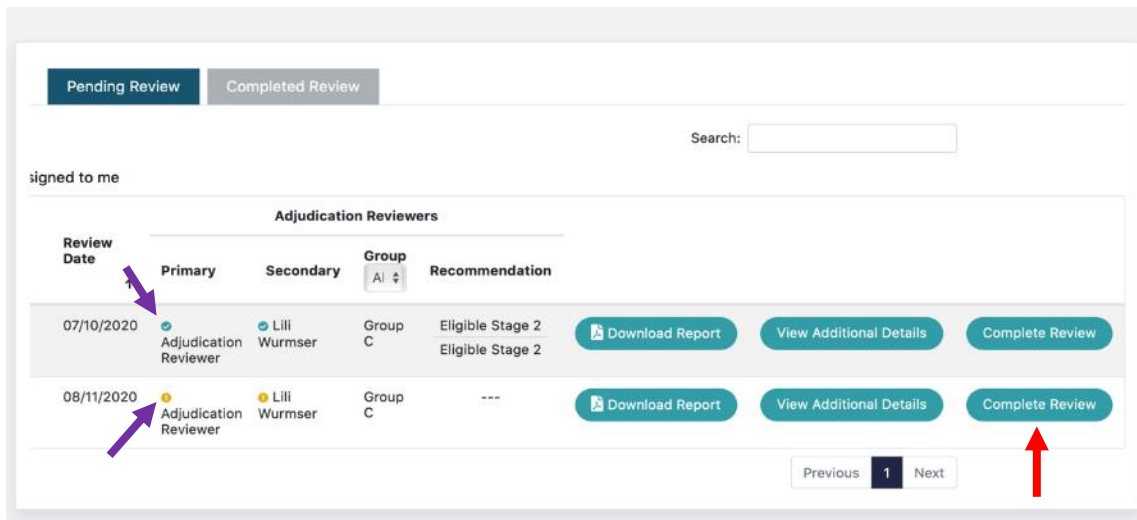 Pending Review
Completed Review
Search:
signed to me
Adjudication Reviewers
Review
Date
Primary
Secondary
Group
Al
Recommendation
07/10/2020
Adjudication
Reviewer
Lili
Wurmser
Group
C
Eligible Stage 2
Eligible Stage 2
Download Report
View Additional Details
Complete Review
08/11/2020
Adjudication
Reviewer
Lili
Wurmser
Group
C
---
Download Report
View Additional Details
Complete Review
Previous 1 Next